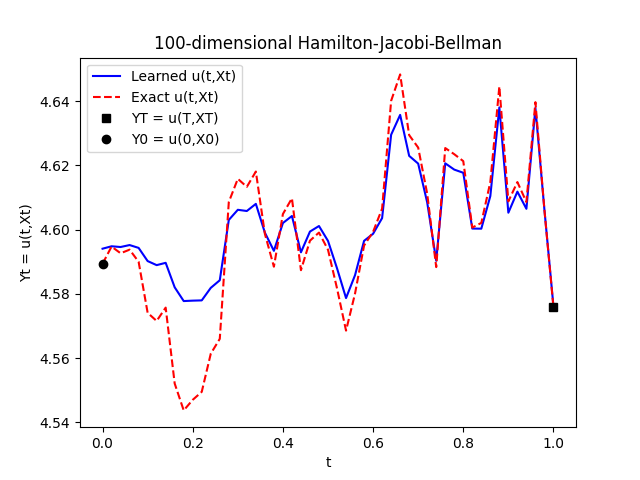 100-dimensional Hamilton-Jacobi-Bellman
Learned u(t,Xt)
Exact u(t,Xt)
YT = u(T,XT)
Y0 = u(0,X0)
Yt = u(t,Xt)
4.64
4.62
4.60
4.58
4.56
4.54
0.0 0.2 0.4 0.6 0.8 1.0
t